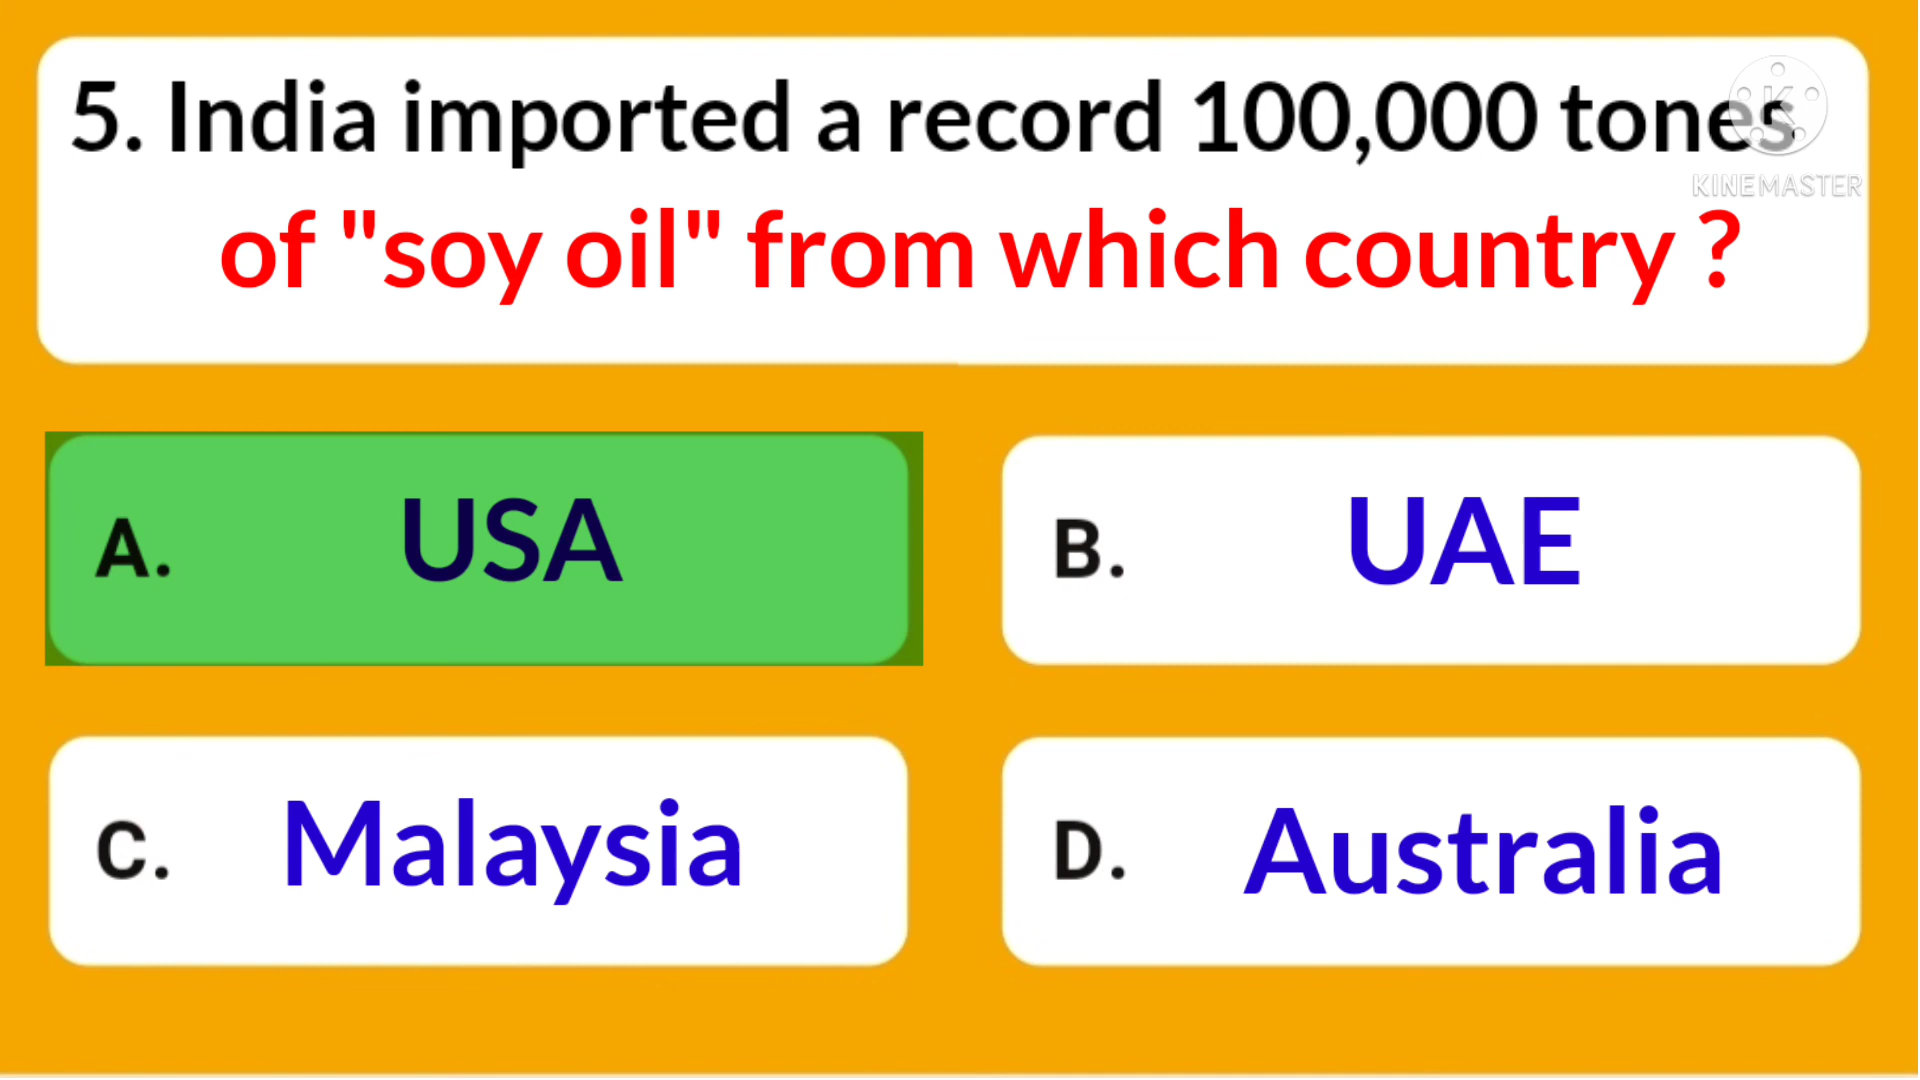 5. India imported a record 100,000 tones
KINEMASTER
of "soy oil" from which country ?
A. USA
B. UAE
C. Malaysia
D. Australia